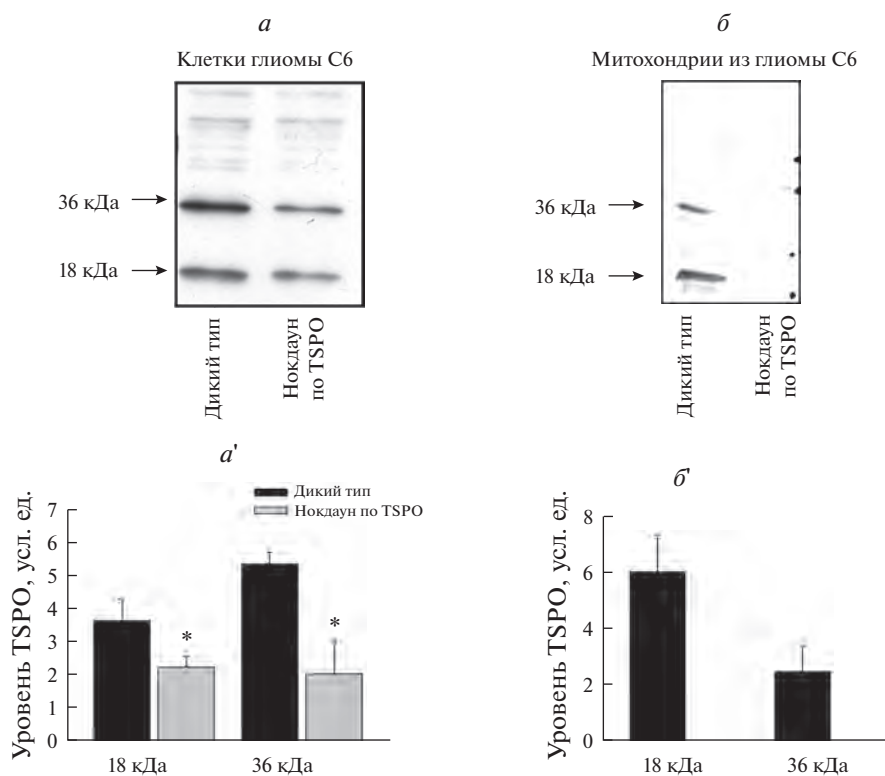 а
Клетки глиомы C6
36 кДа
18 кДа
Дикий тип
Нокдаун
по TSPO
б
Митохондрии из глиомы C6
36 кДа
18 кДа
Дикий тип
Нокдаун
по TSPO
а'
Дикий тип
Нокдаун по TSPO
Уровень TSPO, усл. ед.
7
6
5
4
3
2
1
0
*
*
18 кДа
36 кДа
б'
Уровень TSPO, усл. ед.
8
6
4
2
0
18 кДа
36 кДа